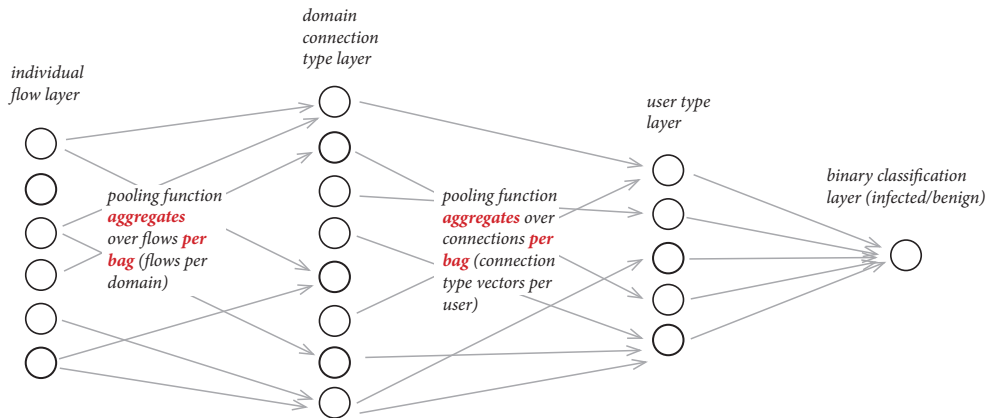 individual
flow layer
domain
connection
type layer
user type
layer
binary classification
layer (infected/benign)
pooling function
aggregates
over flows per
bag (flows per
domain)
pooling function
aggregates over
connections per
bag (connection
type vectors per
user)